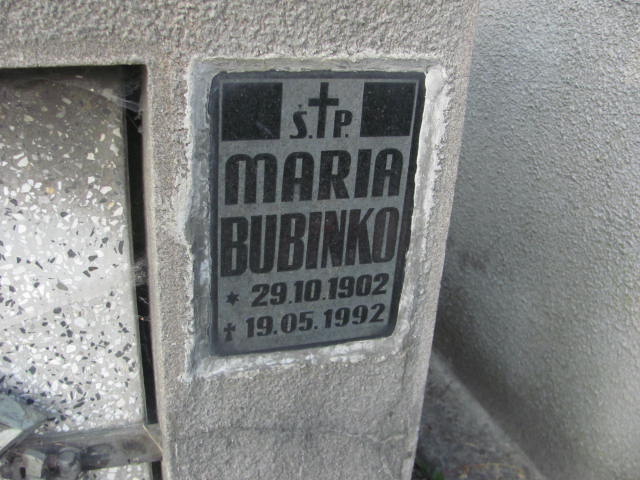 Ś.P.
MARIA
BUBINKO
* 29.10.1902
† 19.05.1992